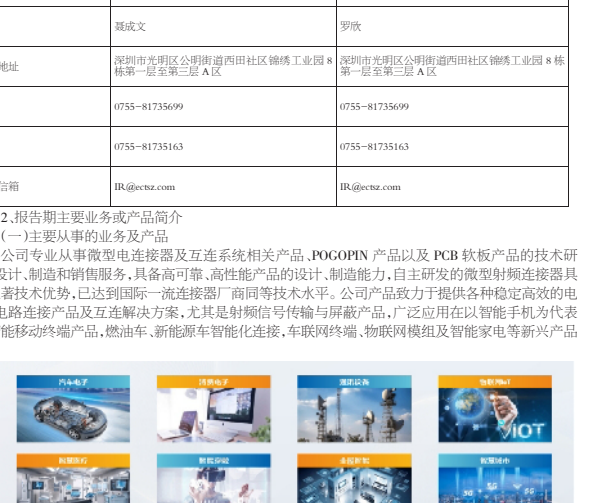 聂成文 罗欣
地址 深圳市光明区公明街道西田社区锦绣工业园 8 深圳市光明区公明街道西田社区锦绣工业园 8 栋
栋第一层至第三层 A 区 第一层至第三层 A 区
0755-81735699 0755-81735699
0755-81735163 0755-81735163
信箱 IR@ectsz.com IR@ectsz.com
2、报告期主要业务或产品简介
(一)主要从事的业务及产品
公司专业从事微型电连接器及互连系统相关产品、POGOPIN 产品以及 PCB 软板产品的技术研
设计、制造和销售服务,具备高可靠、高性能产品的设计、制造能力,自主研发的微型射频连接器具
著技术优势,已达到国际一流连接器厂商同等技术水平。公司产品致力于提供各种稳定高效的电
电路连接产品及互连解决方案,尤其是射频信号传输与屏蔽产品,广泛应用在以智能手机为代表
能移动终端产品,燃油车、新能源车智能化连接,车联网终端、物联网模组及智能家电等新兴产品
汽车电子 消费电子 通讯设备 物联网IoT
IOT
智慧医疗 智能穿戴 智慧城市
5G 5G 5G